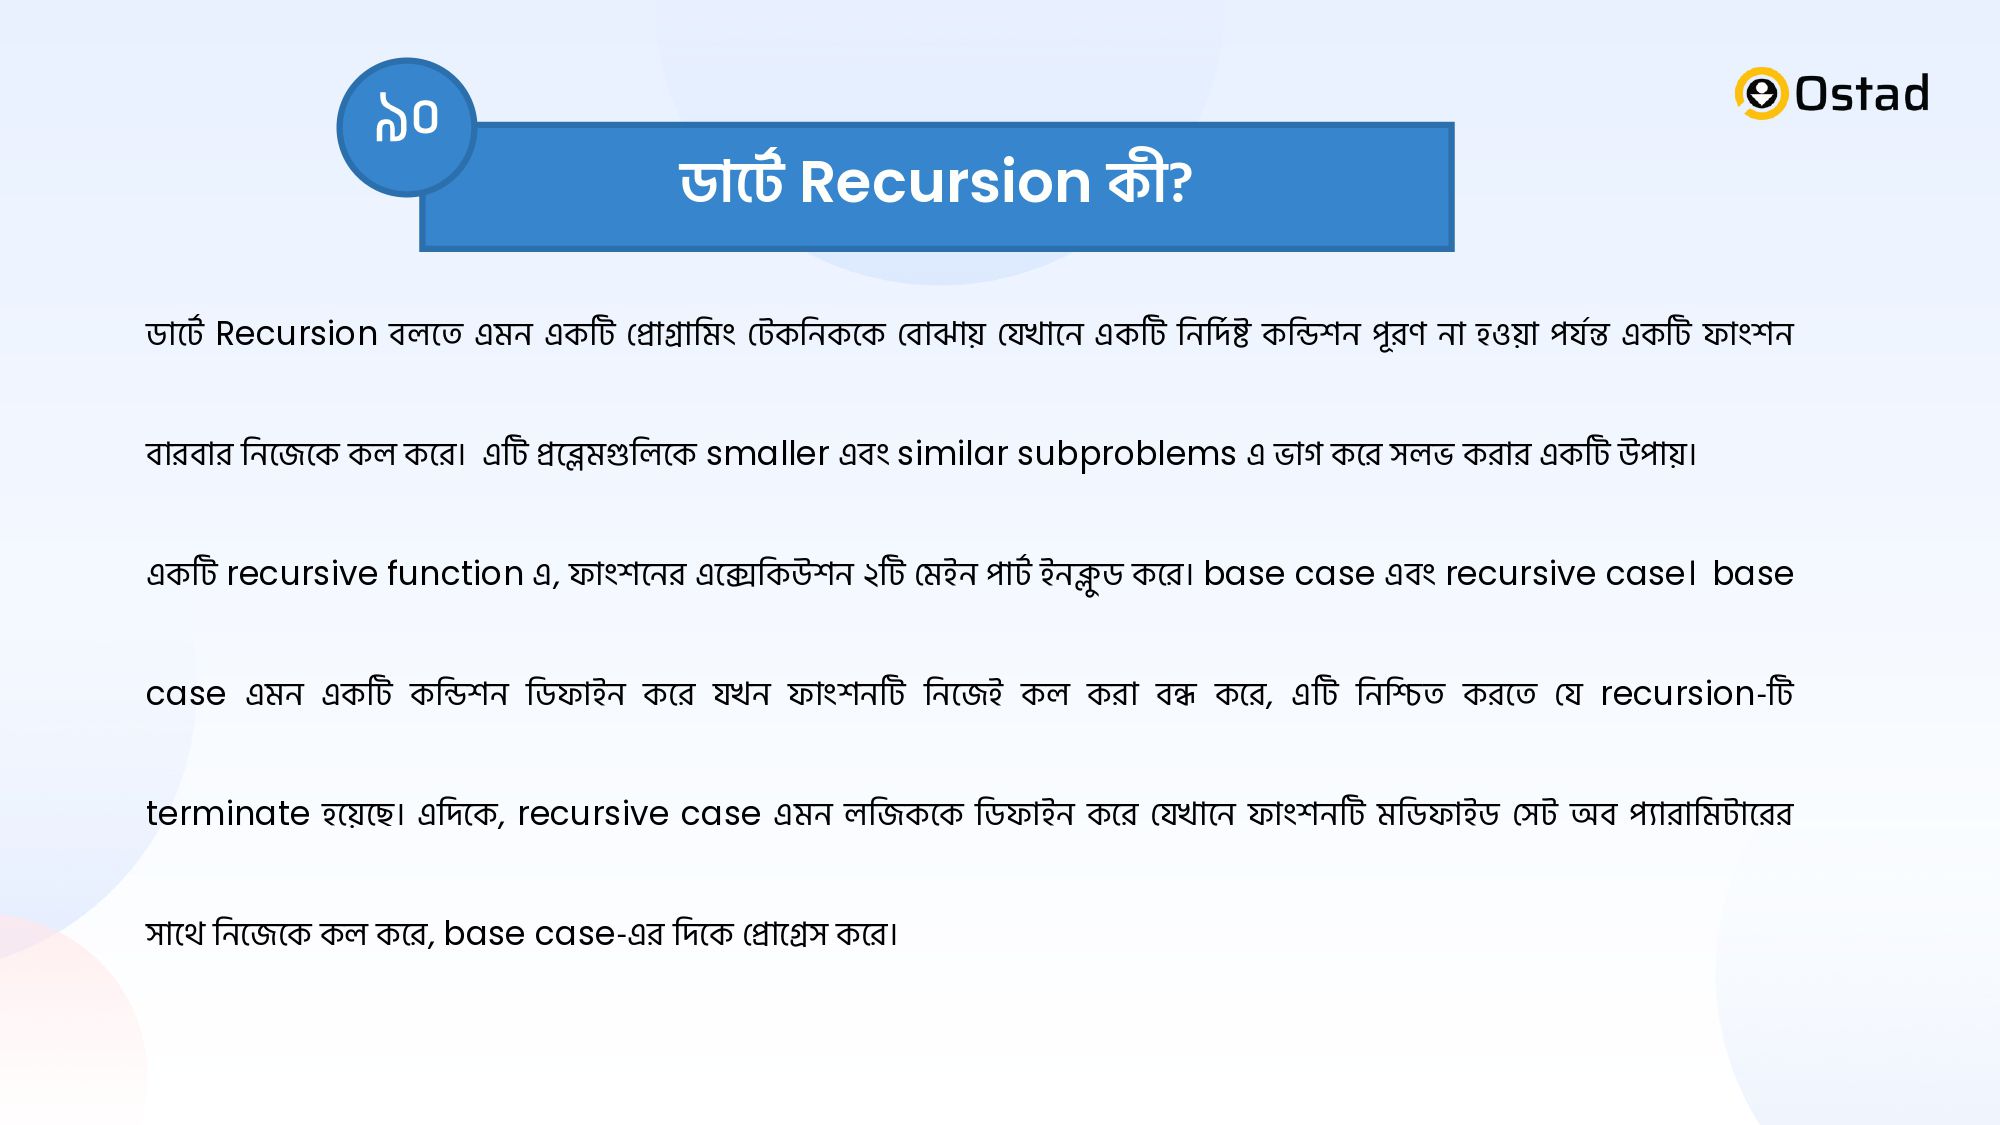 ৯০
Ostad
ডার্টে Recursion কী?
ডার্টে Recursion বলতে এমন একটি প্রোগ্রামিং টেকনিককে বোঝায় যেখানে একটি নির্দিষ্ট কন্ডিশন পূরণ না হওয়া পর্যন্ত একটি ফাংশন
বারবার নিজেকে কল করে। এটি প্রব্লেমগুলিকে smaller এবং similar subproblems এ ভাগ করে সলভ করার একটি উপায়।
একটি recursive function এ, ফাংশনের এক্সেকিউশন ২টি মেইন পার্ট ইনক্লুড করে। base case এবং recursive case। base
case এমন একটি কন্ডিশন ডিফাইন করে যখন ফাংশনটি নিজেই কল করা বন্ধ করে, এটি নিশ্চিত করতে যে recursion-টি
terminate হয়েছে। এদিকে, recursive case এমন লজিককে ডিফাইন করে যেখানে ফাংশনটি মডিফাইড সেট অব প্যারামিটারের
সাথে নিজেকে কল করে, base case-এর দিকে প্রোগ্রেস করে।